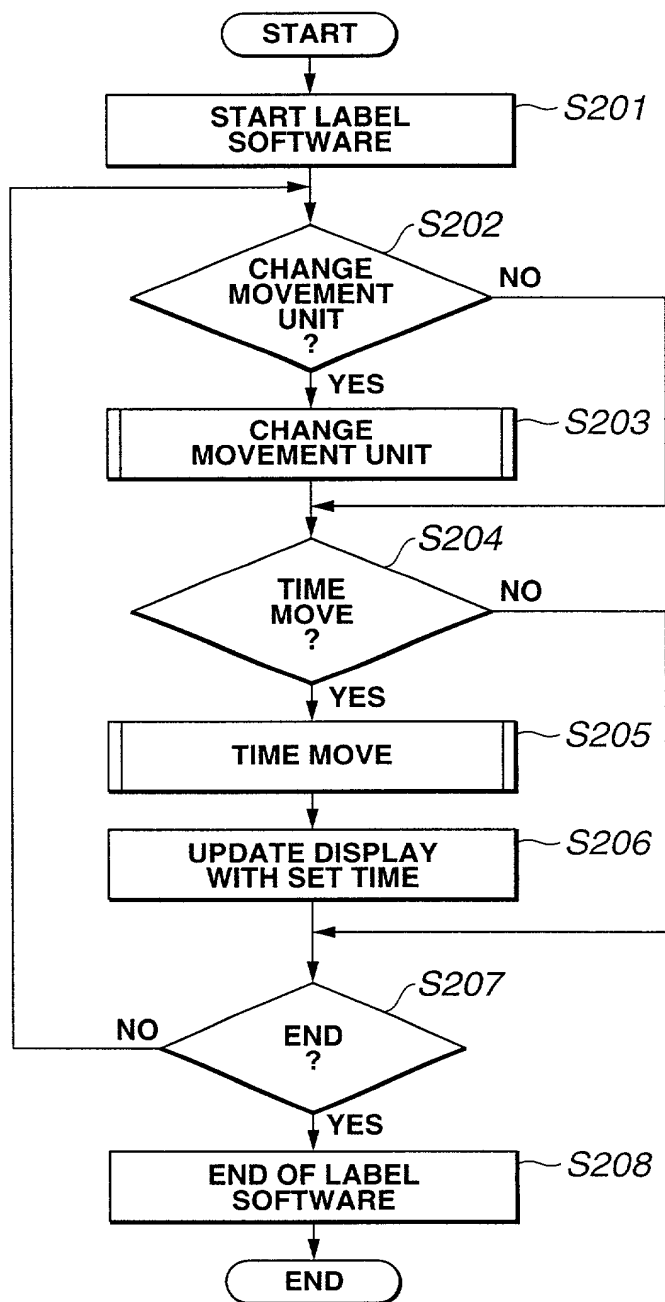 START
START LABEL
SOFTWARE
S201
S202
CHANGE
MOVEMENT
UNIT
?
NO
YES
CHANGE
MOVEMENT UNIT
S203
S204
TIME
MOVE
?
NO
YES
TIME MOVE
S205
UPDATE DISPLAY
WITH SET TIME
S206
S207
END
?
NO
YES
END OF LABEL
SOFTWARE
S208
END